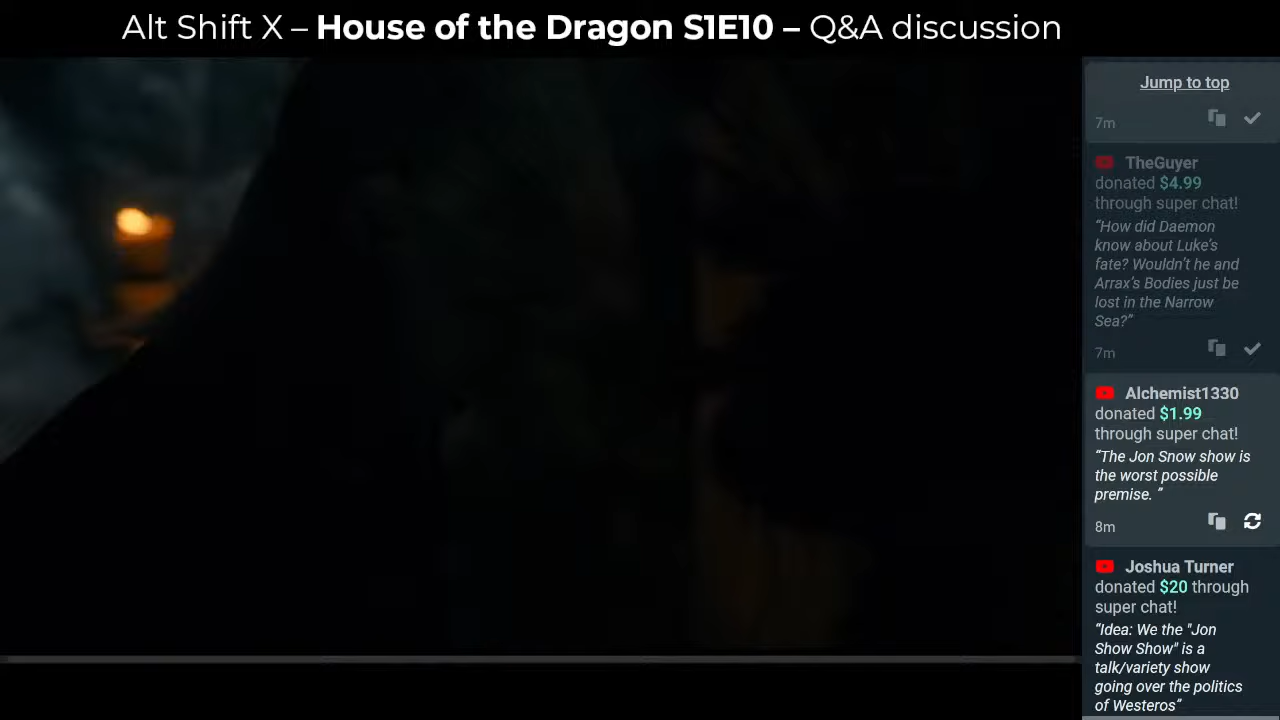 Alt Shift X – House of the Dragon S1E10 – Q&A discussion
Jump to top
7m
TheGuyer
donated $4.99
through super chat!
“How did Daemon
know about Luke's
fate? Wouldn't he and
Arrax's Bodies just be
lost in the Narrow
Sea?”
7m
Alchemist1330
donated $1.99
through super chat!
“The Jon Snow show is
the worst possible
premise. ”
8m
Joshua Turner
donated $20 through
super chat!
“Idea: We the "Jon
Show Show" is a
talk/variety show
going over the politics
of Westeros”